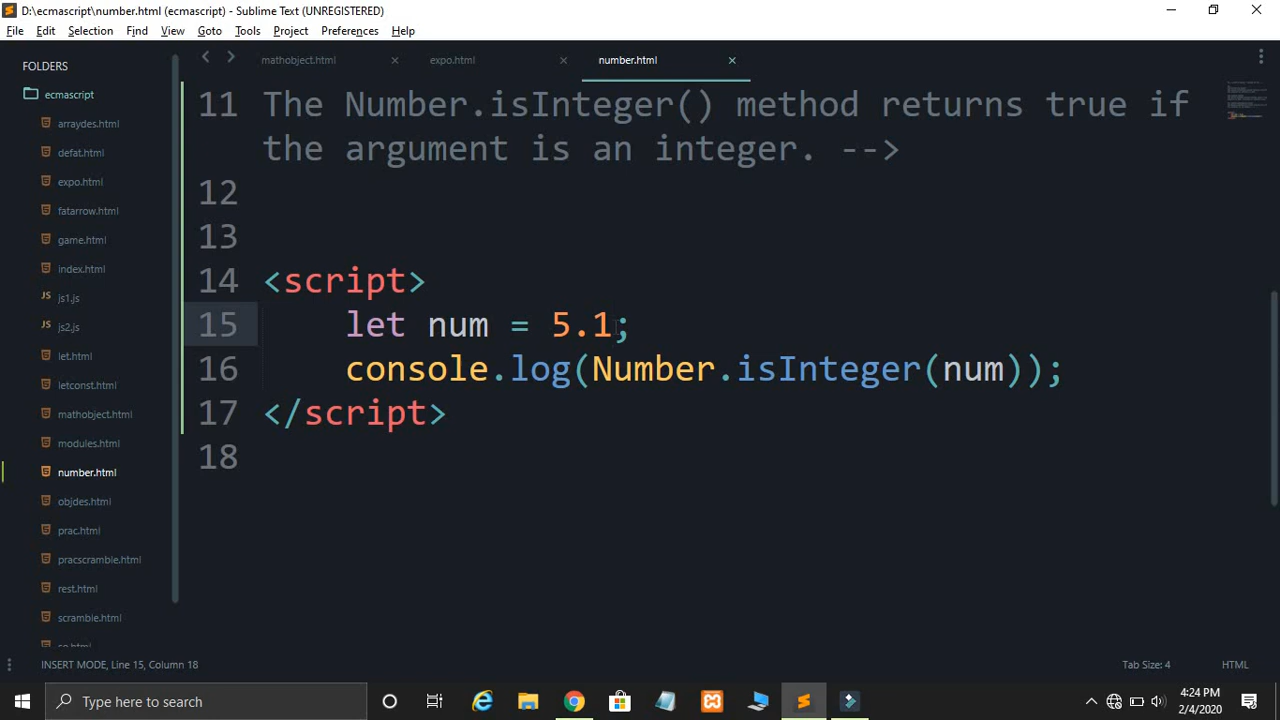 D:\ecmascript\number.html (ecmascript) - Sublime Text (UNREGISTERED)
File Edit Selection Find View Goto Tools Project Preferences Help
FOLDERS
ecmascript
arraydes.html
defat.html
expo.html
fatarrow.html
game.html
index.html
JS js1.js
JS js2.js
let.html
letconst.html
mathobject.html
modules.html
number.html
objdes.html
prac.html
pracscramble.html
rest.html
scramble.html
mathobject.html expo.html number.html
11 The Number.isInteger() method returns true if
the argument is an integer. -->
12
13
14 <script>
15 let num = 5.1;
16 console.log(Number.isInteger(num));
17 </script>
18
INSERT MODE, Line 15, Column 18 Tab Size: 4 HTML
Type here to search
4:24 PM
2/4/2020